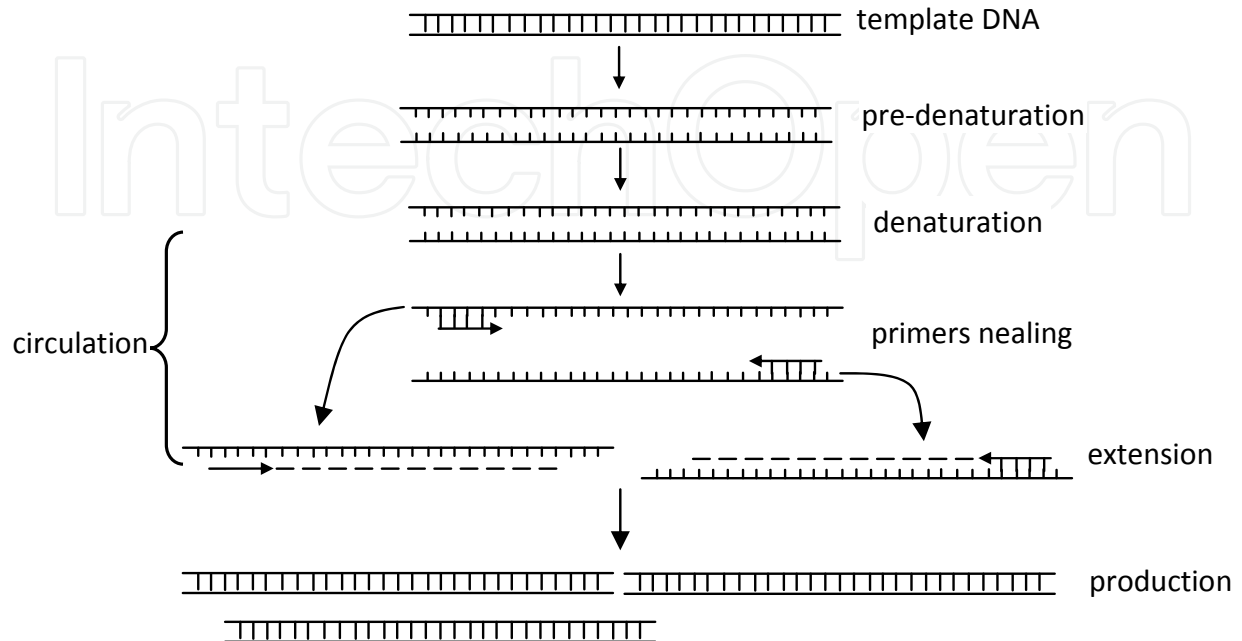 template DNA
IntechOpen
pre-denaturation
denaturation
circulation
primers nealing
extension
production